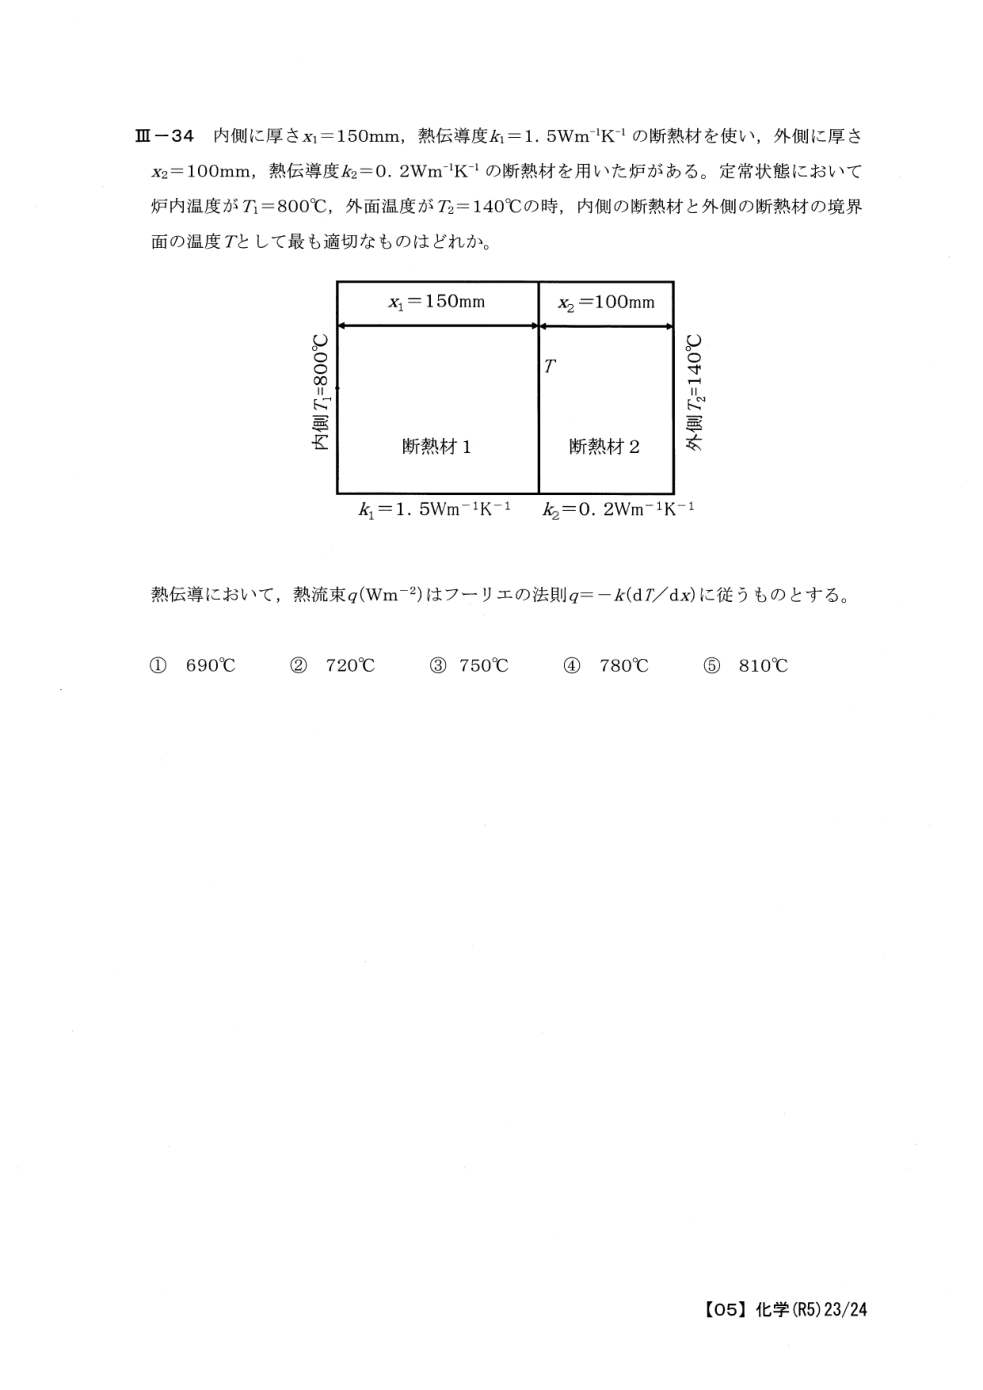 Ⅲ－34　内側に厚さx₁＝150mm，熱伝導度k₁＝1．5Wm⁻¹K⁻¹ の断熱材を使い，外側に厚さ
x₂＝100mm，熱伝導度k₂＝0．2Wm⁻¹K⁻¹ の断熱材を用いた炉がある。定常状態において
炉内温度がT₁＝800℃，外面温度がT₂＝140℃の時，内側の断熱材と外側の断熱材の境界
面の温度Tとして最も適切なものはどれか。
x₁＝150mm　x₂＝100mm
内側 T₁=800℃
T
外側 T₂=140℃
断熱材1　断熱材2
k₁＝1．5Wm⁻¹K⁻¹　k₂＝0．2Wm⁻¹K⁻¹
熱伝導において，熱流束q(Wm⁻²)はフーリエの法則q＝－k(dT／dx)に従うものとする。
①　690℃　②　720℃　③　750℃　④　780℃　⑤　810℃
【05】化学(R5)23/24